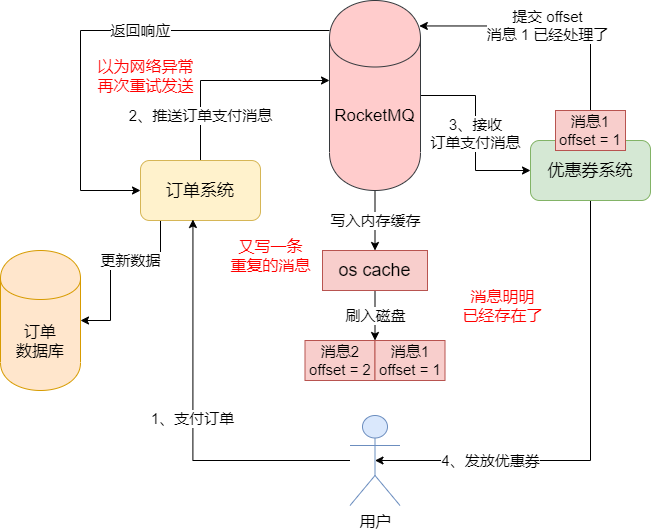 返回响应
提交 offset
消息 1 已经处理了
以为网络异常
再次重试发送
2、推送订单支付消息
RocketMQ
3、接收
订单支付消息
消息1
offset = 1
优惠券系统
订单系统
写入内存缓存
又写一条
重复的消息
更新数据
os cache
消息明明
已经存在了
刷入磁盘
订单
数据库
消息2
offset = 2
消息1
offset = 1
1、支付订单
4、发放优惠券
用户